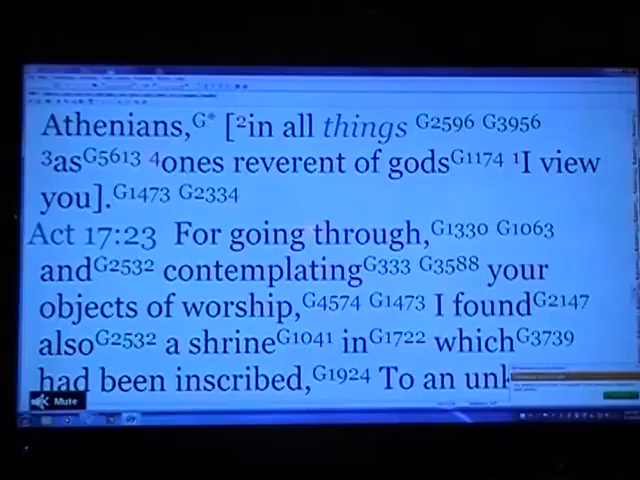 Athenians,G* [2in all things G2596 G3956
3asG5613 4ones reverent of godsG1174 1I view
you].G1473 G2334
Act 17:23 For going through,G1330 G1063
andG2532 contemplatingG333 G3588 your
objects of worship,G4574 G1473 I foundG2147
alsoG2532 a shrineG1041 inG1722 whichG3739
had been inscribed,G1924 To an unk
Mute